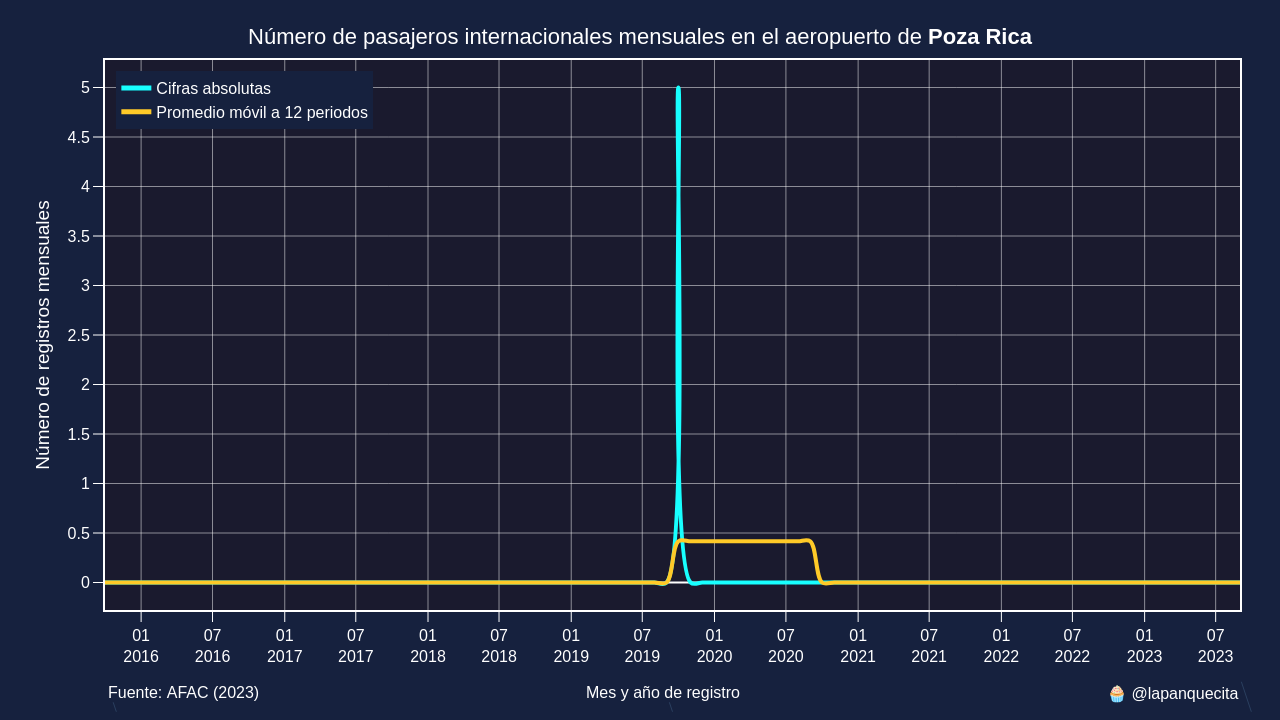 Número de pasajeros internacionales mensuales en el aeropuerto de Poza Rica
Cifras absolutas
Promedio móvil a 12 periodos
Número de registros mensuales
5
4.5
4
3.5
3
2.5
2
1.5
1
0.5
0
01 07 01 07 01 07 01 07 01 07 01 07 01 07 01 07
2016 2016 2017 2017 2018 2018 2019 2019 2020 2020 2021 2021 2022 2022 2023 2023
Fuente: AFAC (2023)
Mes y año de registro
🧁 @lapanquecita